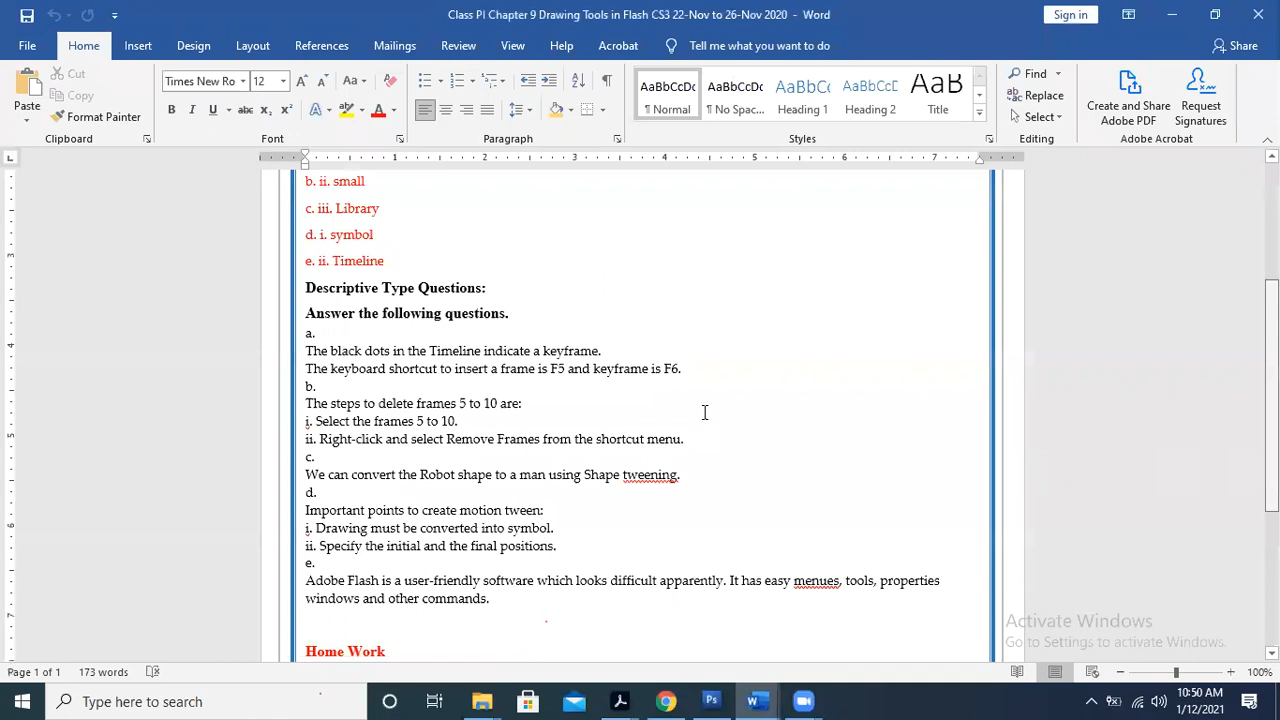 Class PI Chapter 9 Drawing Tools in Flash CS3 22-Nov to 26-Nov 2020 - Word
Sign in
File Home Insert Design Layout References Mailings Review View Help Acrobat Tell me what you want to do Share
Paste
Cut
Copy
Format Painter
Clipboard
Times New Ro 12
Font
Paragraph
AaBbCcDc AaBbCcDc AaBbCc AaBbCcD AaB
¶ Normal ¶ No Spac... Heading 1 Heading 2 Title
Styles
Find
Replace
Select
Editing
Create and Share Adobe PDF
Request Signatures
Adobe Acrobat
1 2 3 4 5 6 7
b. ii. small
c. iii. Library
d. i. symbol
e. ii. Timeline
Descriptive Type Questions:
Answer the following questions.
a.
The black dots in the Timeline indicate a keyframe.
The keyboard shortcut to insert a frame is F5 and keyframe is F6.
b.
The steps to delete frames 5 to 10 are:
i. Select the frames 5 to 10.
ii. Right-click and select Remove Frames from the shortcut menu.
c.
We can convert the Robot shape to a man using Shape tweening.
d.
Important points to create motion tween:
i. Drawing must be converted into symbol.
ii. Specify the initial and the final positions.
e.
Adobe Flash is a user-friendly software which looks difficult apparently. It has easy menues, tools, properties
windows and other commands.
Home Work
Activate Windows
Go to Settings to activate Windows.
Page 1 of 1 173 words 100%
Type here to search
10:50 AM
1/12/2021